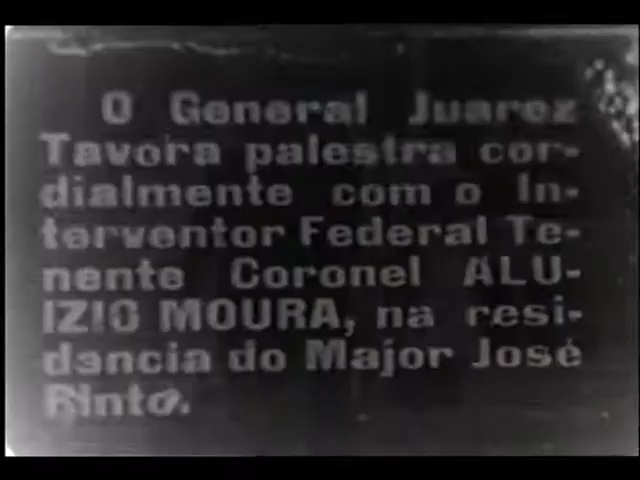 O General Juarez
Tavora palestra cor-
dialmente com o In-
terventor Federal Te-
nente Coronel ALU-
IZIO MOURA, na resi-
dencia do Major José
Pinto.